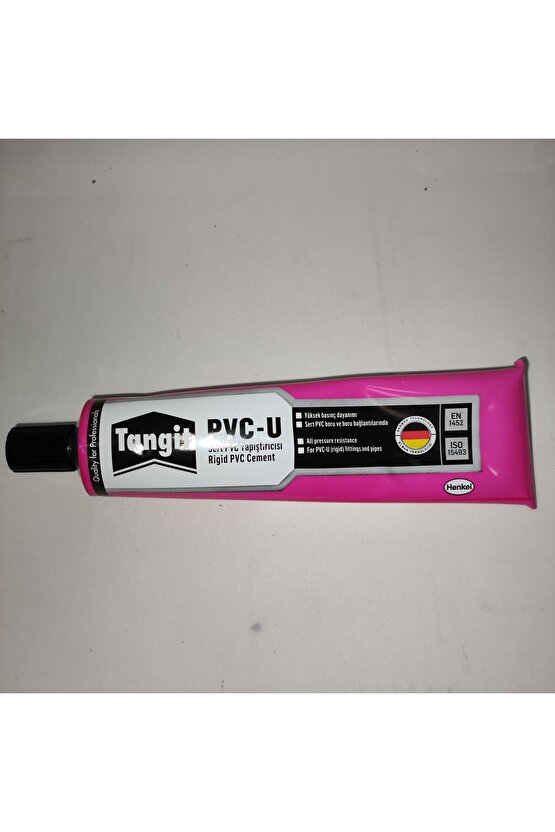 Quality for Professionals
Tangit
PVC-U
Sert PVC Yapıştırıcısı
Rigid PVC Cement
Yüksek basınç dayanımı
Sert PVC boru ve boru bağlantılarında
All pressure resistance
For PVC-U (rigid) fittings and pipes
EN
1452
ISO
15493
Henkel